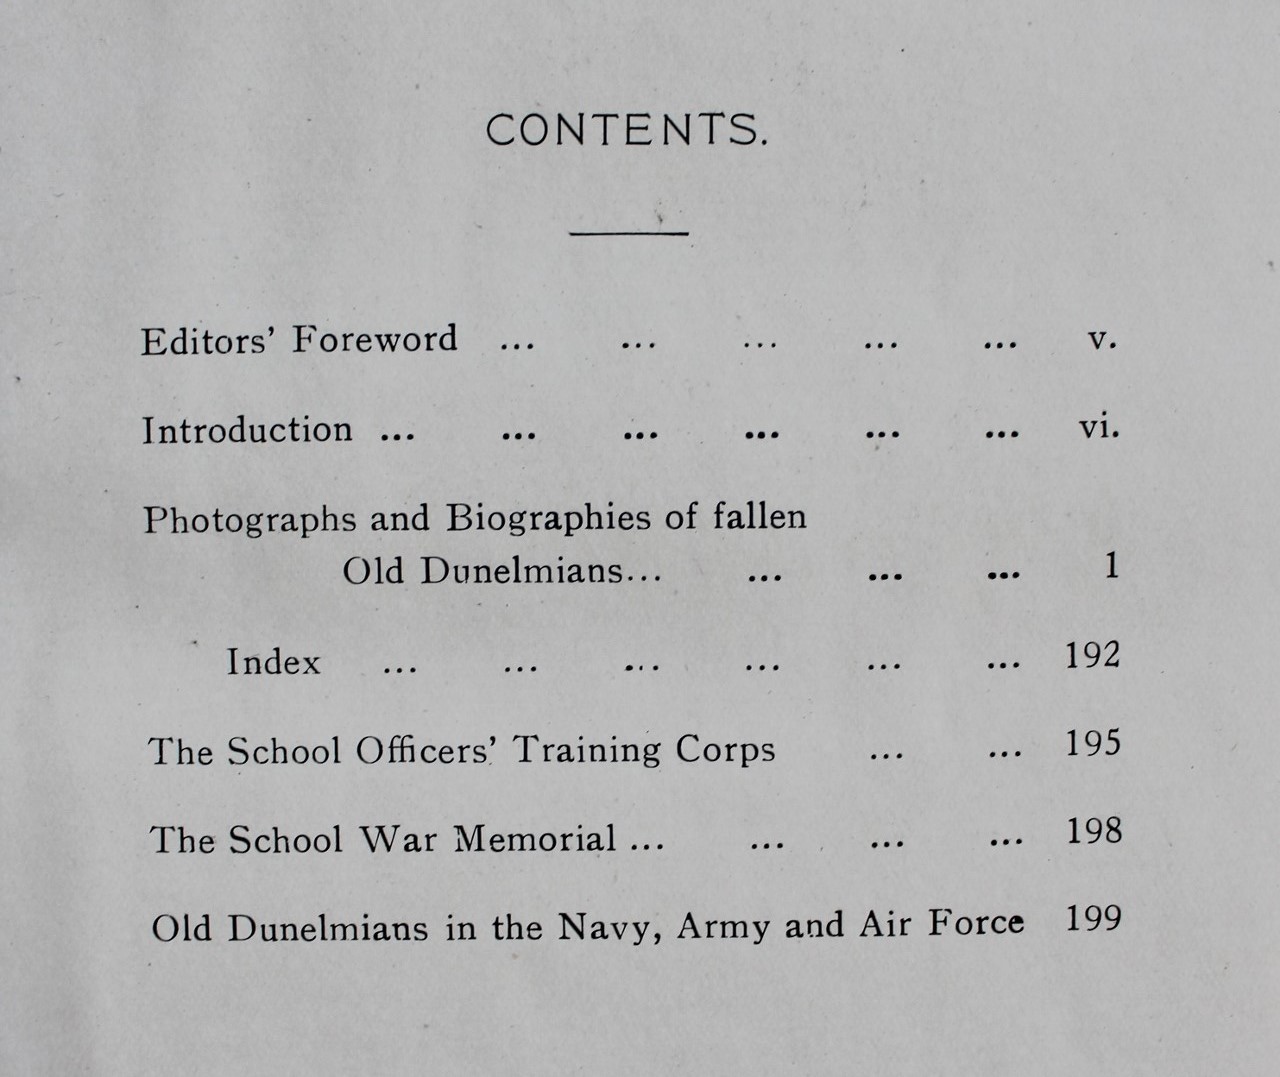 CONTENTS.
Editors' Foreword ... ... ... ... ... v.
Introduction ... ... ... ... ... ... vi.
Photographs and Biographies of fallen
Old Dunelmians... ... ... ... 1
Index ... ... ... ... ... ... 192
The School Officers' Training Corps ... ... 195
The School War Memorial ... ... ... ... 198
Old Dunelmians in the Navy, Army and Air Force 199